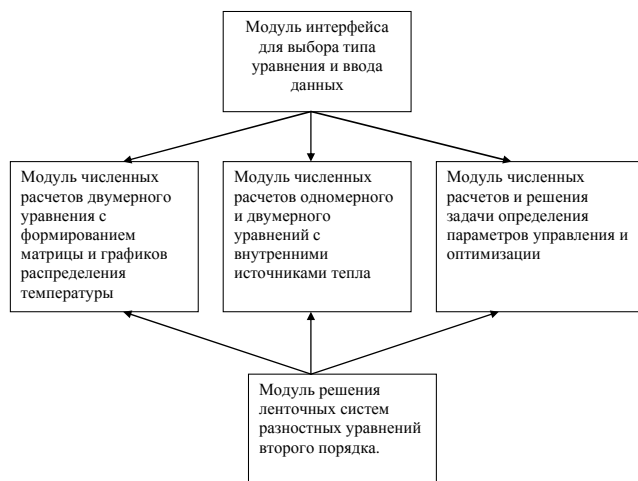 Модуль интерфейса
для выбора типа
уравнения и ввода
данных
Модуль численных
расчетов двумерного
уравнения с
формированием
матрицы и графиков
распределения
температуры
Модуль численных
расчетов одномерного
и двумерного
уравнений с
внутренними
источниками тепла
Модуль численных
расчетов и решения
задачи определения
параметров управления и
оптимизации
Модуль решения
ленточных систем
разностных уравнений
второго порядка.